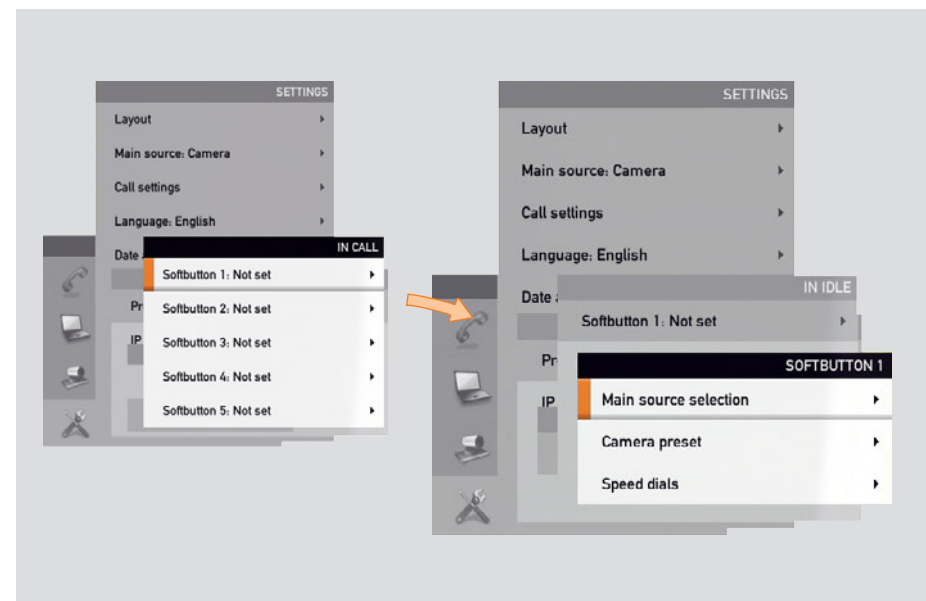 SETTINGS
Layout
Main source: Camera
Call settings
Language: English
Date
IN CALL
Softbutton 1: Not set
Pr
Softbutton 2: Not set
IP
Softbutton 3: Not set
Softbutton 4: Not set
Softbutton 5: Not set
SETTINGS
Layout
Main source: Camera
Call settings
Language: English
Date
IN IDLE
Softbutton 1: Not set
Pr
SOFTBUTTON 1
IP
Main source selection
Camera preset
Speed dials